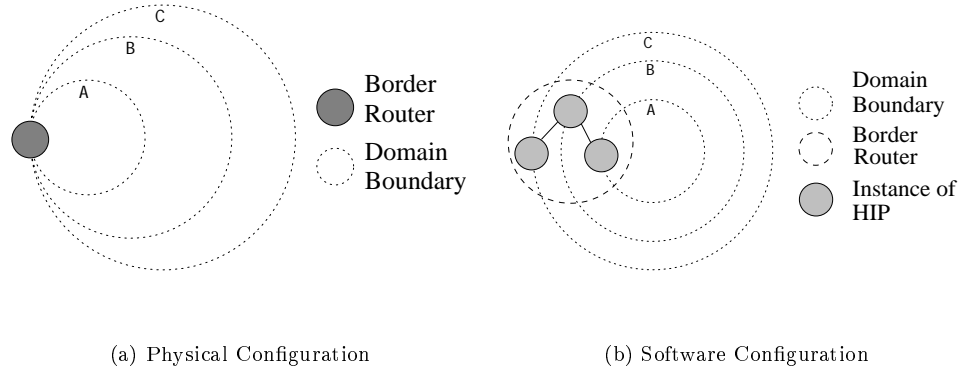 C
B
A
Border
Router
Domain
Boundary
(a) Physical Configuration
C
B
A
Domain
Boundary
Border
Router
Instance of
HIP
(b) Software Configuration